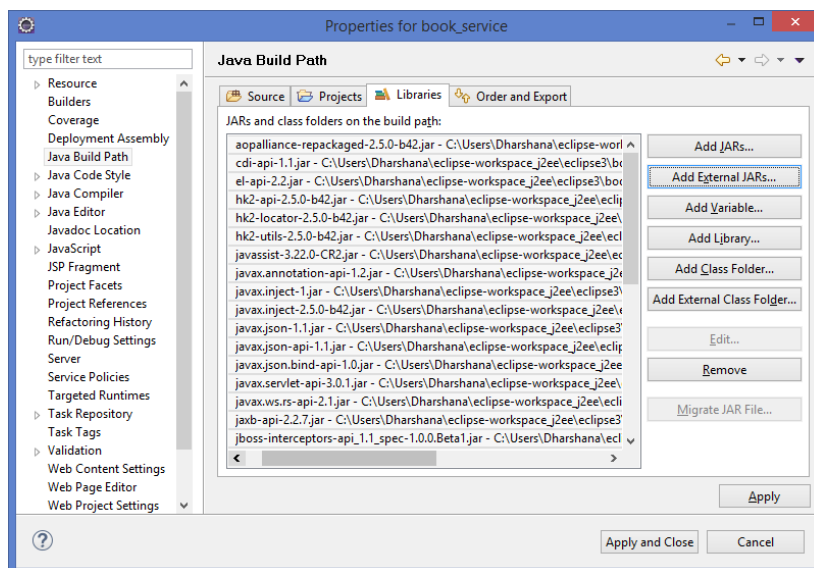 Properties for book_service
type filter text
Resource
Builders
Coverage
Deployment Assembly
Java Build Path
Java Code Style
Java Compiler
Java Editor
Javadoc Location
JavaScript
JSP Fragment
Project Facets
Project References
Refactoring History
Run/Debug Settings
Server
Service Policies
Targeted Runtimes
Task Repository
Task Tags
Validation
Web Content Settings
Web Page Editor
Web Project Settings
Java Build Path
Source Projects Libraries Order and Export
JARs and class folders on the build path:
aopalliance-repackaged-2.5.0-b42.jar - C:\Users\Dharshana\eclipse-worl
cdi-api-1.1.jar - C:\Users\Dharshana\eclipse-workspace_j2ee\eclipse3\bo
el-api-2.2.jar - C:\Users\Dharshana\eclipse-workspace_j2ee\eclipse3\boo
hk2-api-2.5.0-b42.jar - C:\Users\Dharshana\eclipse-workspace_j2ee\eclip
hk2-locator-2.5.0-b42.jar - C:\Users\Dharshana\eclipse-workspace_j2ee\
hk2-utils-2.5.0-b42.jar - C:\Users\Dharshana\eclipse-workspace_j2ee\ecl
javassist-3.22.0-CR2.jar - C:\Users\Dharshana\eclipse-workspace_j2ee\ec
javax.annotation-api-1.2.jar - C:\Users\Dharshana\eclipse-workspace_j2e
javax.inject-1.jar - C:\Users\Dharshana\eclipse-workspace_j2ee\eclipse3\
javax.inject-2.5.0-b42.jar - C:\Users\Dharshana\eclipse-workspace_j2ee\e
javax.json-1.1.jar - C:\Users\Dharshana\eclipse-workspace_j2ee\eclipse3\
javax.json-api-1.1.jar - C:\Users\Dharshana\eclipse-workspace_j2ee\eclip
javax.json.bind-api-1.0.jar - C:\Users\Dharshana\eclipse-workspace_j2ee
javax.servlet-api-3.0.1.jar - C:\Users\Dharshana\eclipse-workspace_j2ee\
javax.ws.rs-api-2.1.jar - C:\Users\Dharshana\eclipse-workspace_j2ee\ecli
jaxb-api-2.2.7.jar - C:\Users\Dharshana\eclipse-workspace_j2ee\eclipse3\
jboss-interceptors-api_1.1_spec-1.0.0.Beta1.jar - C:\Users\Dharshana\ecl
Add JARs...
Add External JARs...
Add Variable...
Add Library...
Add Class Folder...
Add External Class Folder...
Edit...
Remove
Migrate JAR File...
Apply
Apply and Close
Cancel